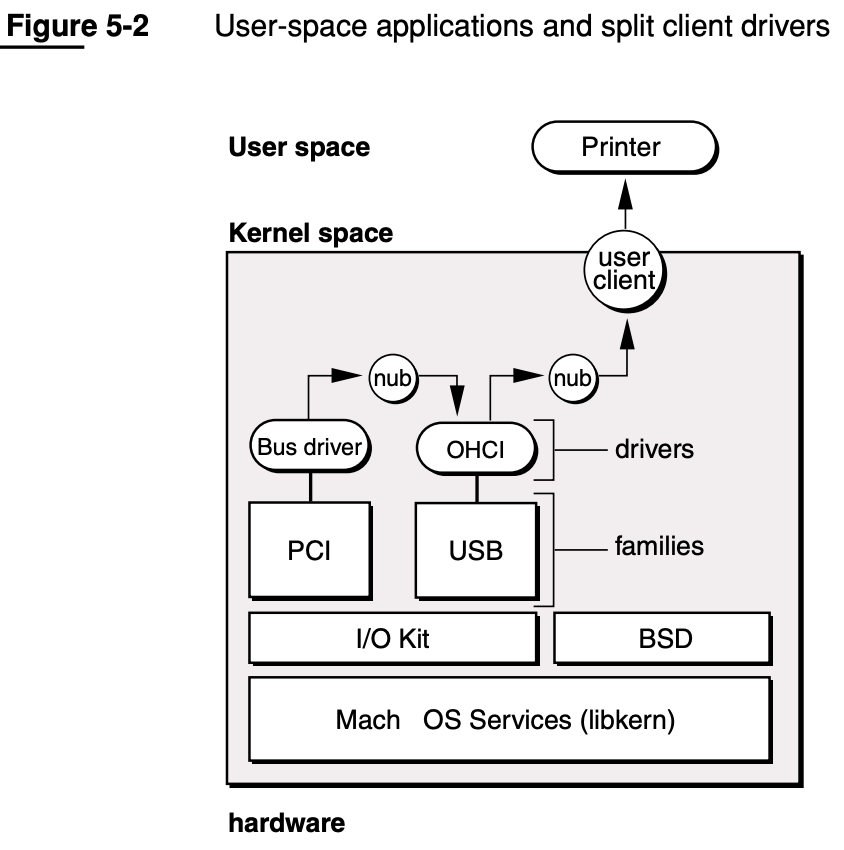 Figure 5-2 User-space applications and split client drivers
User space
Printer
Kernel space
user
client
nub
nub
Bus driver
OHCI
drivers
PCI
USB
families
I/O Kit
BSD
Mach OS Services (libkern)
hardware